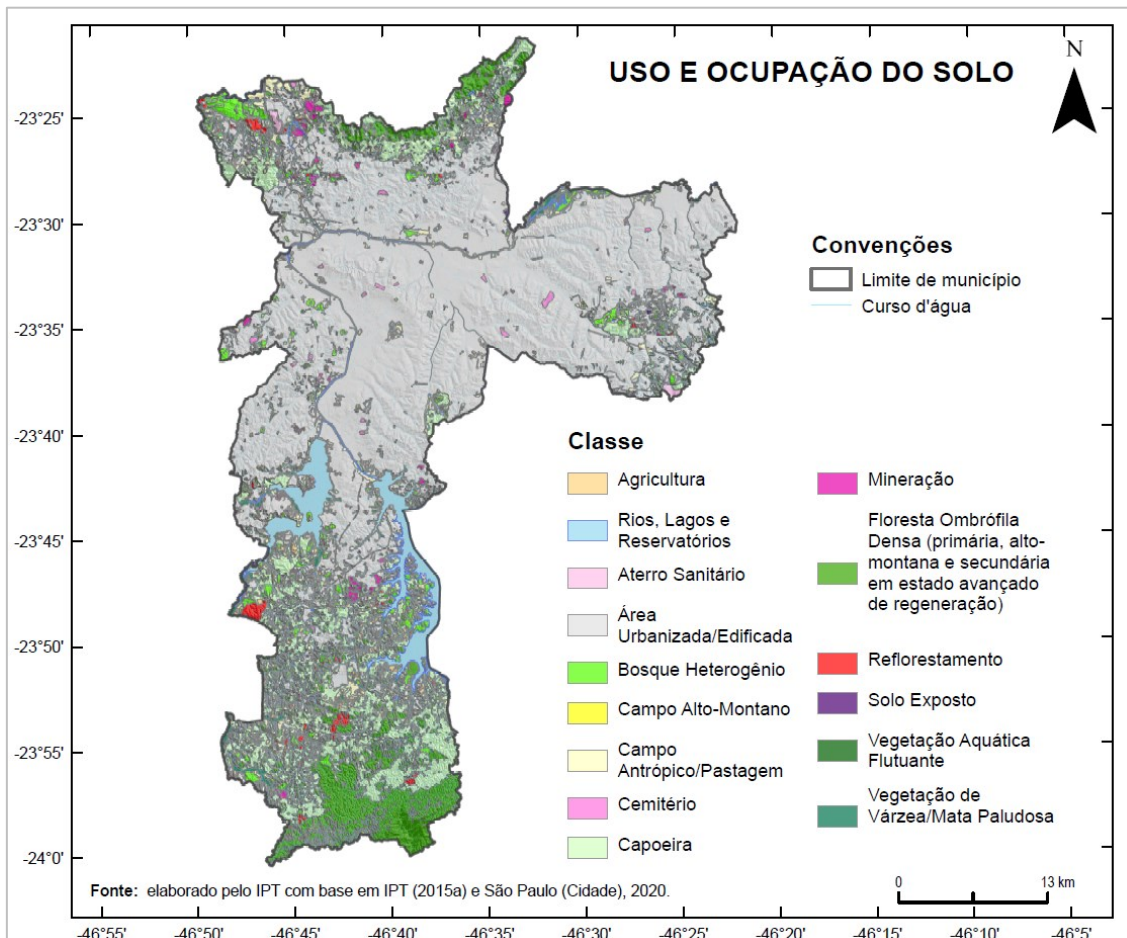 USO E OCUPAÇÃO DO SOLO
N
-23°25'
-23°30'
-23°35'
-23°40'
-23°45'
-23°50'
-23°55'
-24°0'
Convenções
Limite de município
Curso d'água
Classe
Agricultura
Rios, Lagos e
Reservatórios
Aterro Sanitário
Área
Urbanizada/Edificada
Bosque Heterogênio
Campo Alto-Montano
Campo
Antrópico/Pastagem
Cemitério
Capoeira
Mineração
Floresta Ombrófila
Densa (primária, alto-
montana e secundária
em estado avançado
de regeneração)
Reflorestamento
Solo Exposto
Vegetação Aquática
Flutuante
Vegetação de
Várzea/Mata Paludosa
Fonte: elaborado pelo IPT com base em IPT (2015a) e São Paulo (Cidade), 2020.
0 13 km
-46°55' -46°50' -46°45' -46°40' -46°35' -46°30' -46°25' -46°20' -46°15' -46°10' -46°5'